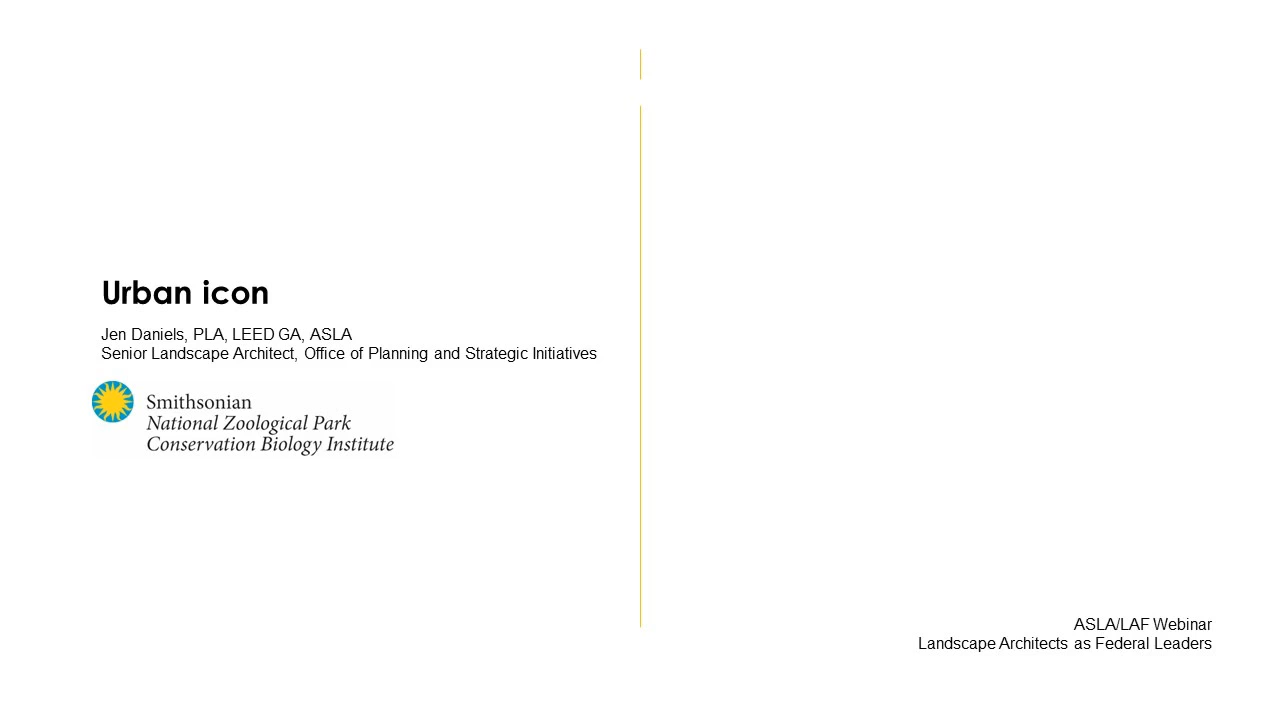 Urban icon
Jen Daniels, PLA, LEED GA, ASLA
Senior Landscape Architect, Office of Planning and Strategic Initiatives
Smithsonian
National Zoological Park
Conservation Biology Institute
ASLA/LAF Webinar
Landscape Architects as Federal Leaders